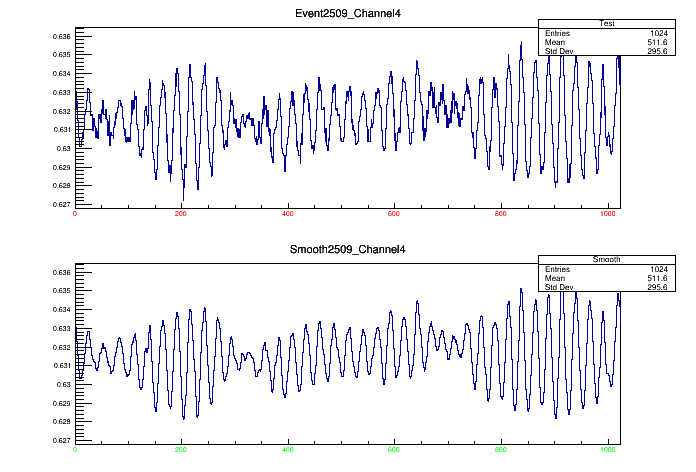 Event2509_Channel4
Test
Entries 1024
Mean 511.6
Std Dev 295.6
0.636
0.635
0.634
0.633
0.632
0.631
0.63
0.629
0.628
0.627
0 200 400 600 800 1000
Smooth2509_Channel4
Smooth
Entries 1024
Mean 511.6
Std Dev 295.6
0.636
0.635
0.634
0.633
0.632
0.631
0.63
0.629
0.628
0.627
0 200 400 600 800 1000